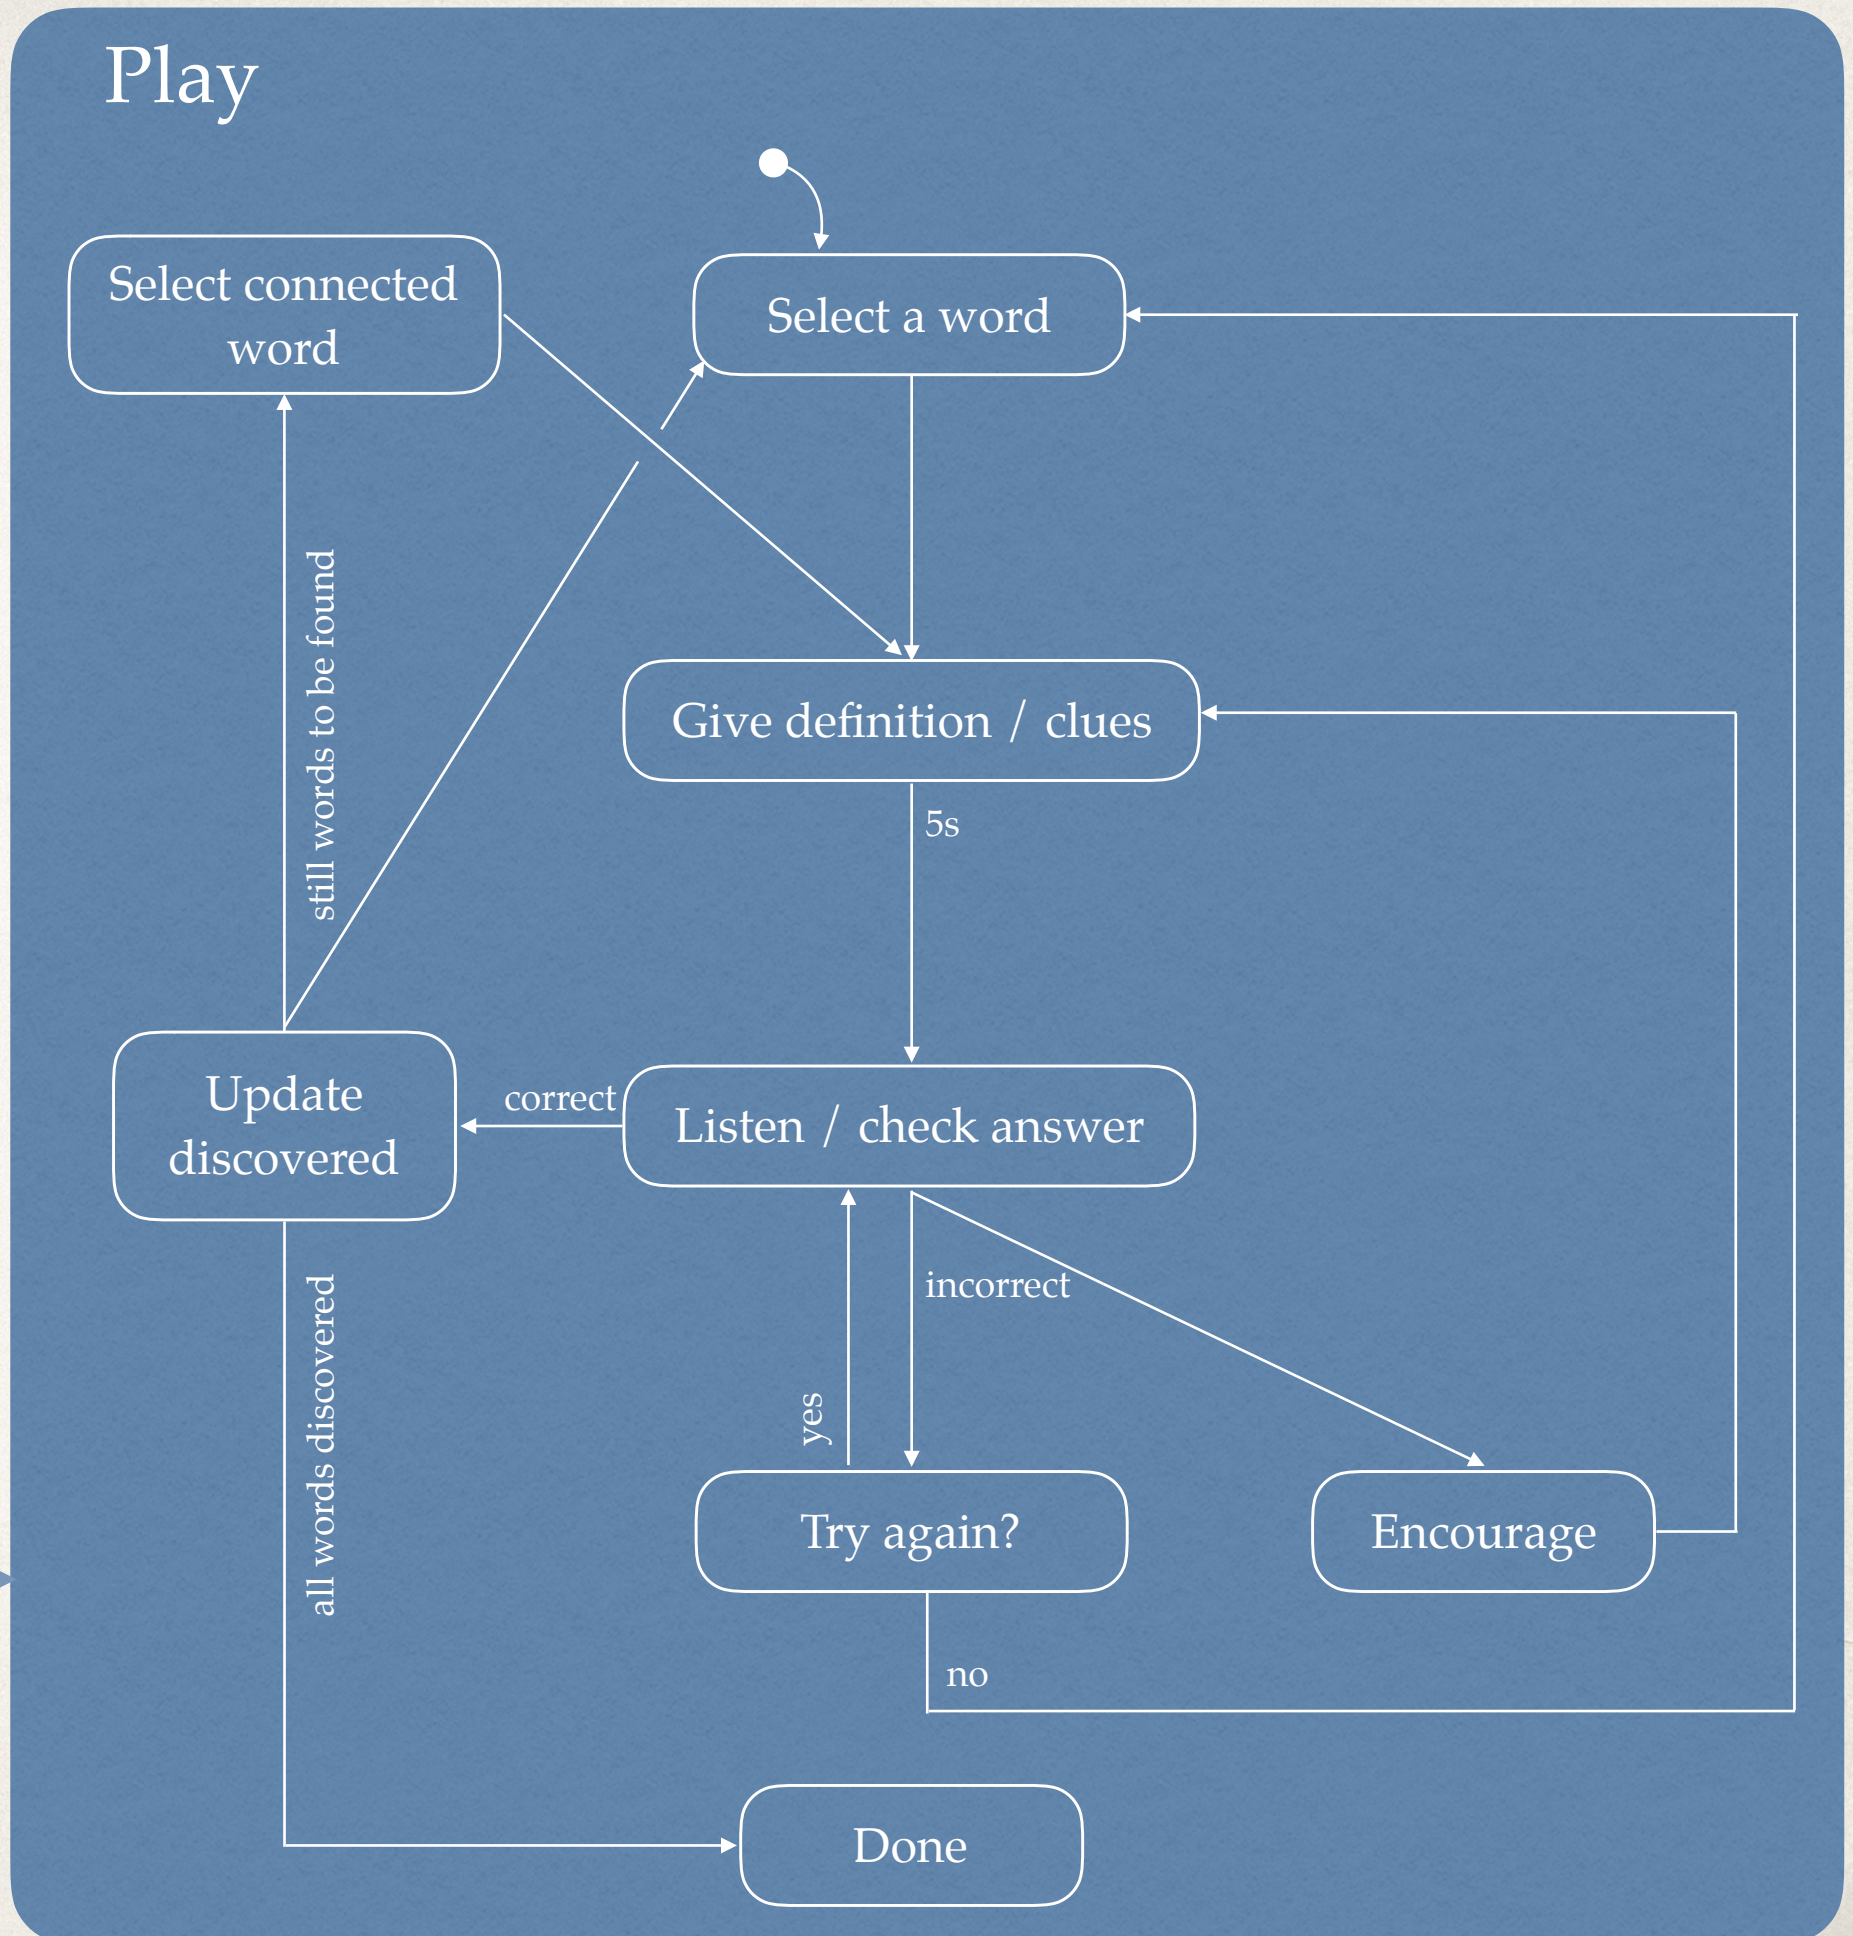 Play
Select connected
word
Select a word
still words to be found
Give definition / clues
5s
Update
discovered
correct
Listen / check answer
incorrect
yes
all words discovered
Try again?
Encourage
no
Done